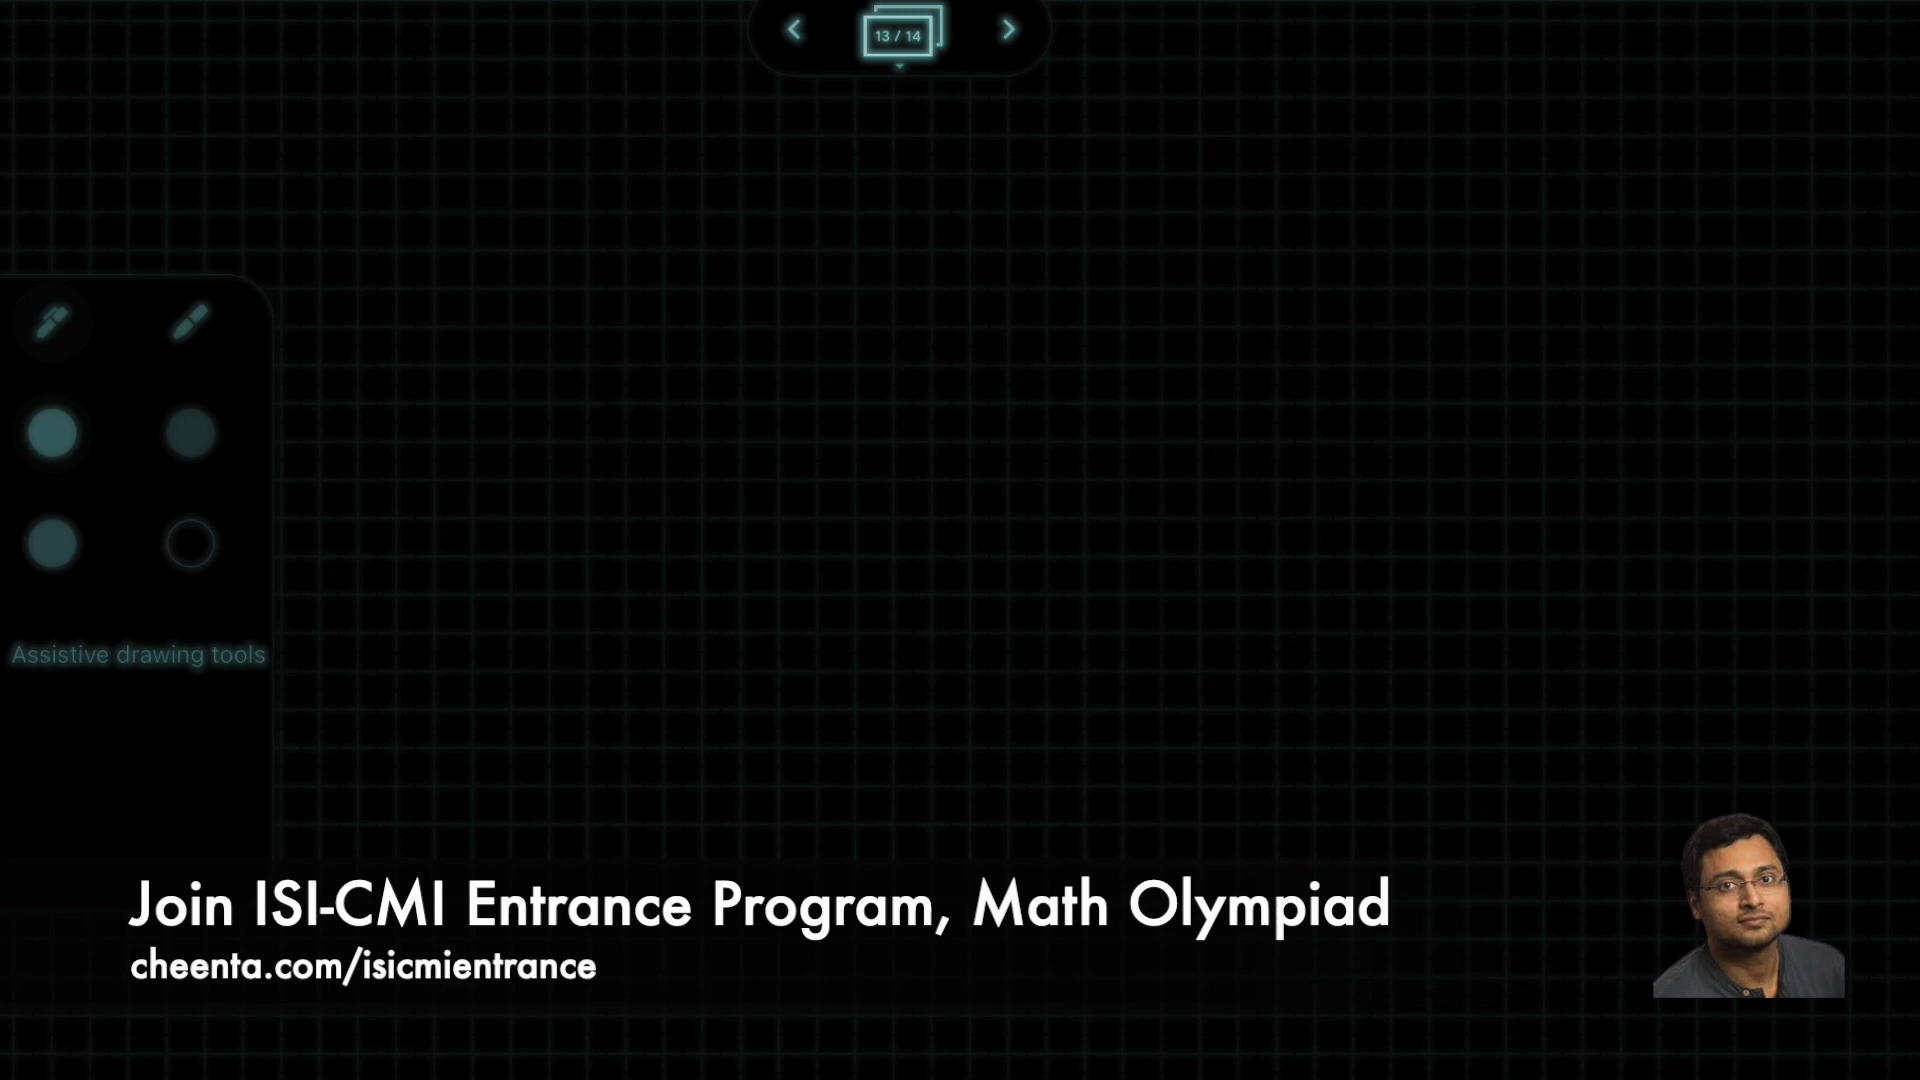 13 / 14
Assistive drawing tools
Join ISI-CMI Entrance Program, Math Olympiad
cheenta.com/isicmientrance